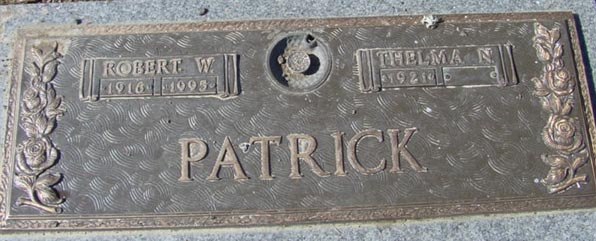 ROBERT W.
1916 1995
THELMA N.
1921
PATRICK